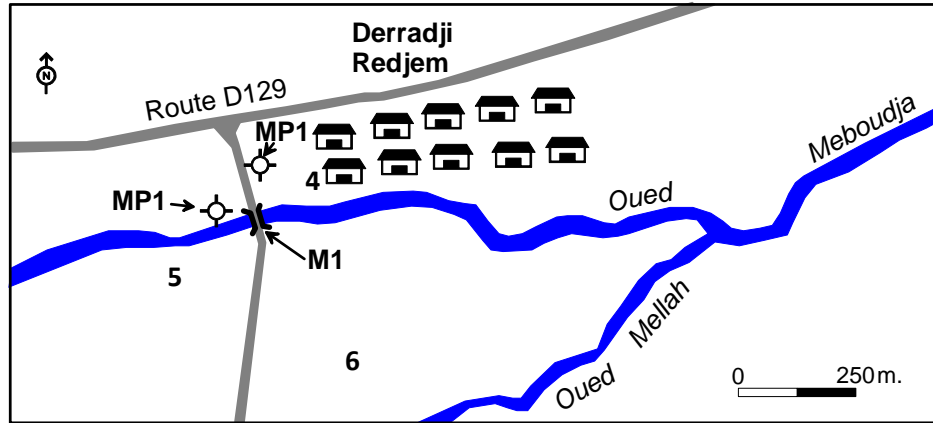 Derradji
Redjem
N
Route D129
MP1
4
MP1
M1
5
6
Oued
Meboudja
Oued
Mellah
0 250 m.